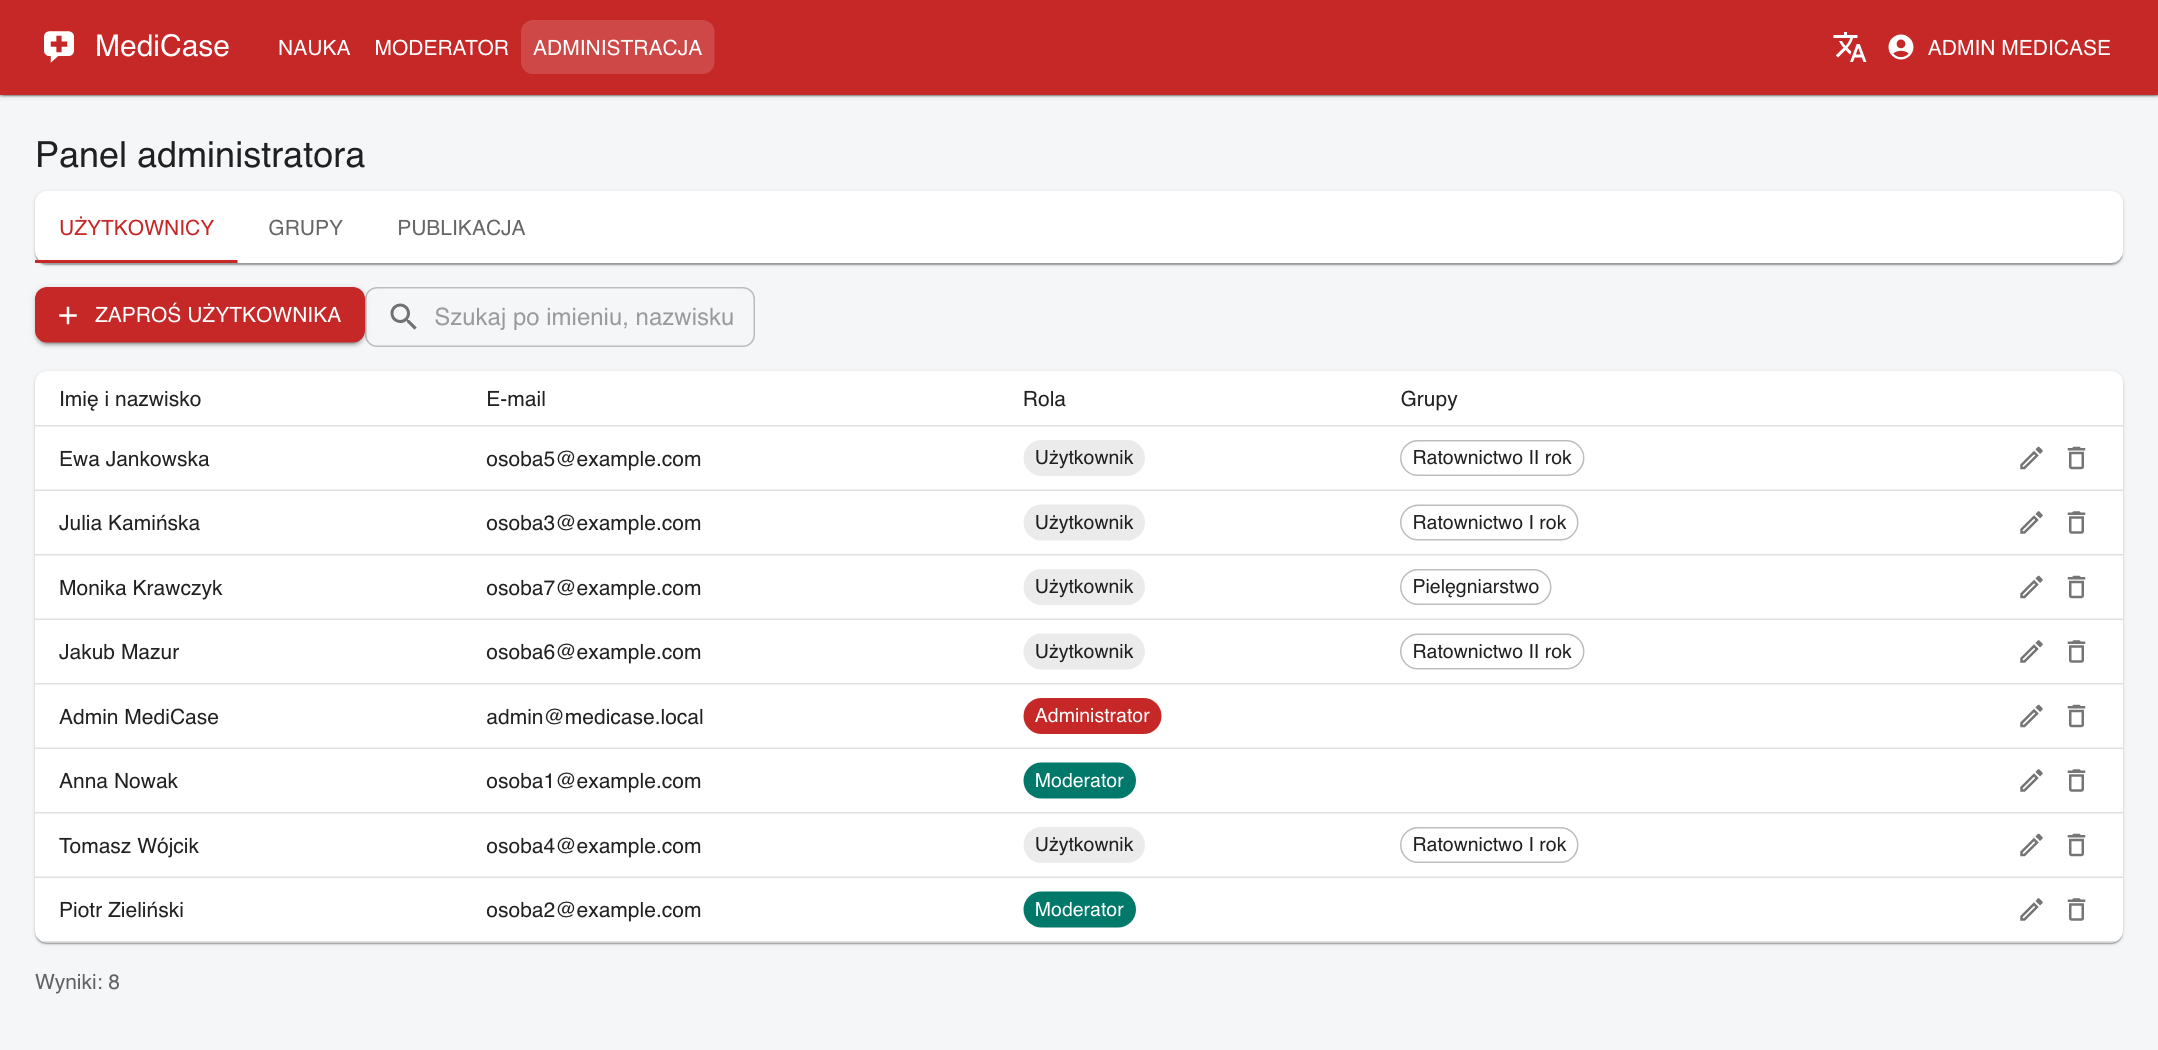 MediCase NAUKA MODERATOR ADMINISTRACJA ADMIN MEDICASE
Panel administratora
UŻYTKOWNICY GRUPY PUBLIKACJA
ZAPROŚ UŻYTKOWNIKA Szukaj po imieniu, nazwisku
Imię i nazwisko E-mail Rola Grupy
Ewa Jankowska osoba5@example.com Użytkownik Ratownictwo II rok
Julia Kamińska osoba3@example.com Użytkownik Ratownictwo I rok
Monika Krawczyk osoba7@example.com Użytkownik Pielęgniarstwo
Jakub Mazur osoba6@example.com Użytkownik Ratownictwo II rok
Admin MediCase admin@medicase.local Administrator
Anna Nowak osoba1@example.com Moderator
Tomasz Wójcik osoba4@example.com Użytkownik Ratownictwo I rok
Piotr Zieliński osoba2@example.com Moderator
Wyniki: 8